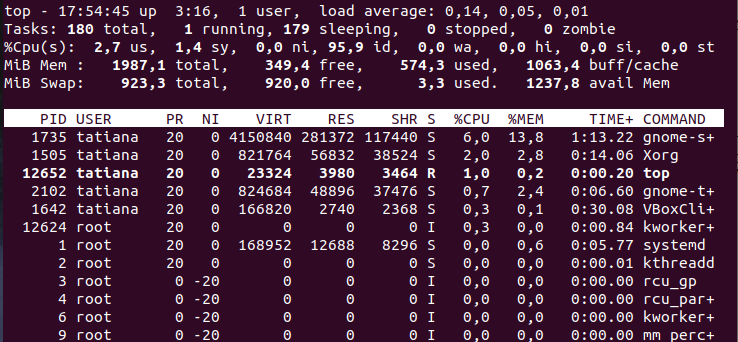 top - 17:54:45 up  3:16,  1 user,  load average: 0,14, 0,05, 0,01
Tasks: 180 total,   1 running, 179 sleeping,   0 stopped,   0 zombie
%Cpu(s):  2,7 us,  1,4 sy,  0,0 ni, 95,9 id,  0,0 wa,  0,0 hi,  0,0 si,  0,0 st
MiB Mem :   1987,1 total,    349,4 free,    574,3 used,   1063,4 buff/cache
MiB Swap:    923,3 total,    920,0 free,      3,3 used.   1237,8 avail Mem
PID USER      PR  NI    VIRT    RES    SHR S  %CPU  %MEM     TIME+ COMMAND
1735 tatiana   20   0 4150840 281372 117440 S   6,0  13,8   1:13.22 gnome-s+
1505 tatiana   20   0  821764  56832  38524 S   2,0   2,8   0:14.06 Xorg
12652 tatiana   20   0   23324   3980   3464 R   1,0   0,2   0:00.20 top
2102 tatiana   20   0  824684  48896  37476 S   0,7   2,4   0:06.60 gnome-t+
1642 tatiana   20   0  166820   2740   2368 S   0,3   0,1   0:30.08 VBoxCli+
12624 root      20   0       0      0      0 I   0,3   0,0   0:00.84 kworker+
1 root      20   0  168952  12688   8296 S   0,0   0,6   0:05.77 systemd
2 root      20   0       0      0      0 S   0,0   0,0   0:00.01 kthreadd
3 root       0 -20       0      0      0 I   0,0   0,0   0:00.00 rcu_gp
4 root       0 -20       0      0      0 I   0,0   0,0   0:00.00 rcu_par+
6 root       0 -20       0      0      0 I   0,0   0,0   0:00.00 kworker+
9 root       0 -20       0      0      0 I   0,0   0,0   0:00.00 mm_perc+